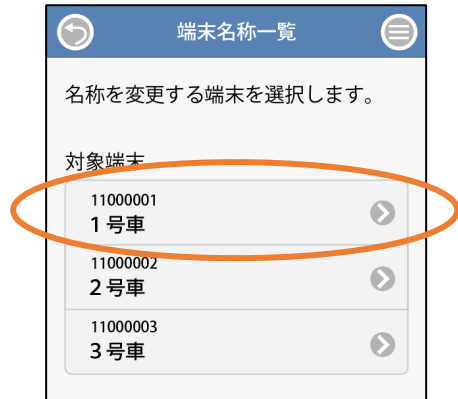 端末名称一覧
名称を変更する端末を選択します。
対象端末
11000001
1号車
11000002
2号車
11000003
3号車